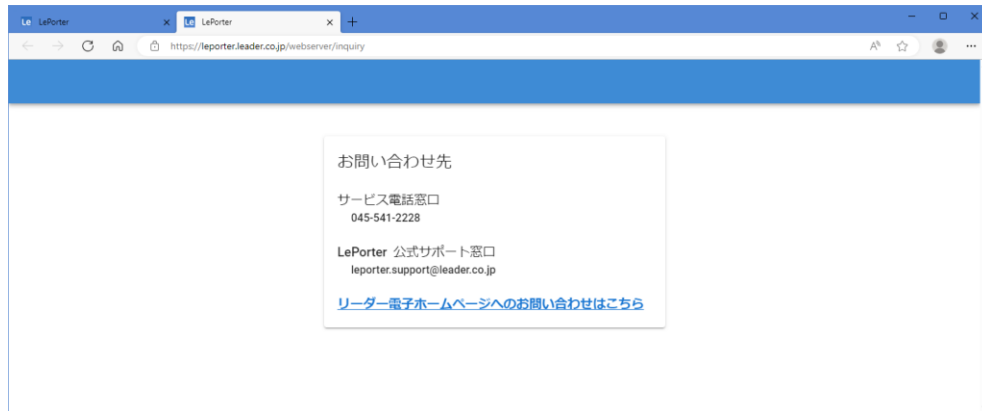 Le LePorter
Le LePorter
https://leporter.leader.co.jp/webserver/inquiry
お問い合わせ先
サービス電話窓口
045-541-2228
LePorter 公式サポート窓口
leporter.support@leader.co.jp
リーダー電子ホームページへのお問い合わせはこちら